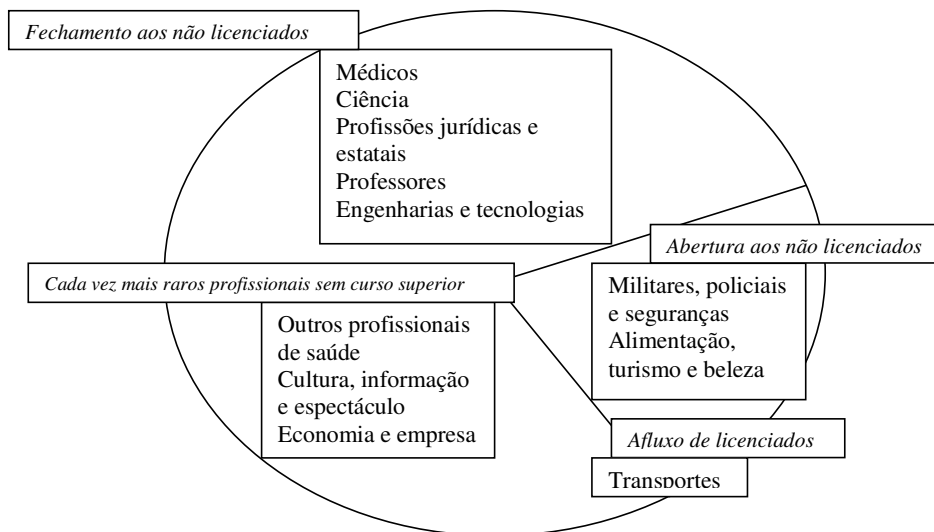 Fechamento aos não licenciados
Médicos
Ciência
Profissões jurídicas e
estatais
Professores
Engenharias e tecnologias
Abertura aos não licenciados
Militares, policiais
e seguranças
Alimentação,
turismo e beleza
Cada vez mais raros profissionais sem curso superior
Outros profissionais
de saúde
Cultura, informação
e espectáculo
Economia e empresa
Afluxo de licenciados
Transportes